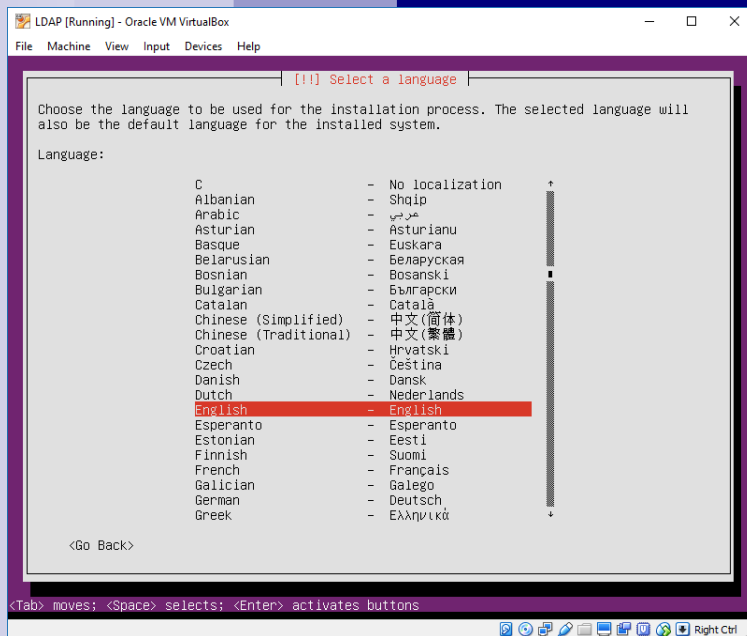 LDAP [Running] - Oracle VM VirtualBox
File Machine View Input Devices Help
[!!] Select a language
Choose the language to be used for the installation process. The selected language will
also be the default language for the installed system.
Language:
C - No localization
Albanian - Shqip
Arabic - عربي
Asturian - Asturianu
Basque - Euskara
Belarusian - Беларуская
Bosnian - Bosanski
Bulgarian - Български
Catalan - Català
Chinese (Simplified) - 中文(简体)
Chinese (Traditional) - 中文(繁體)
Croatian - Hrvatski
Czech - Čeština
Danish - Dansk
Dutch - Nederlands
English - English
Esperanto - Esperanto
Estonian - Eesti
Finnish - Suomi
French - Français
Galician - Galego
German - Deutsch
Greek - Ελληνικά
<Go Back>
<Tab> moves; <Space> selects; <Enter> activates buttons
Right Ctrl